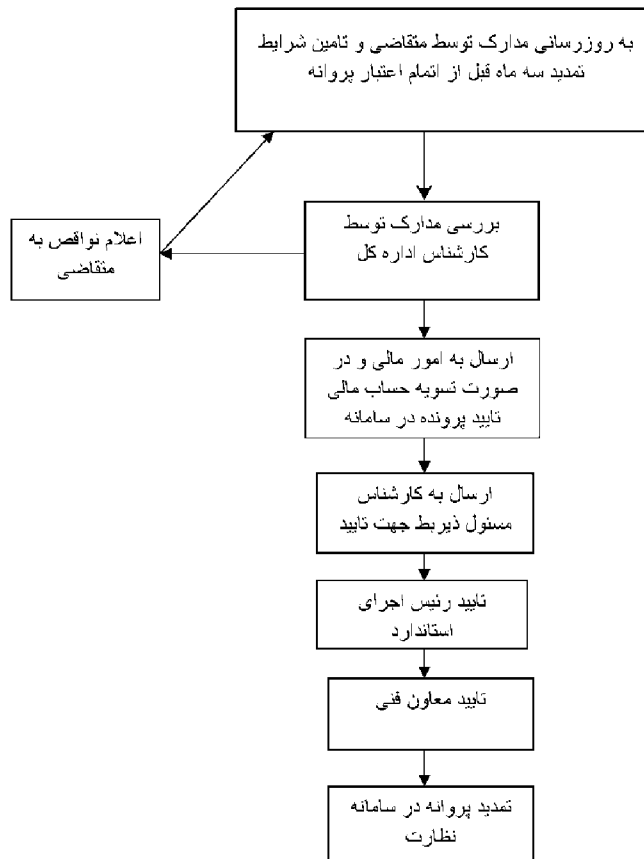 به روزرسانی مدارک توسط متقاضی و تامین شرایط
تمدید سه ماه قبل از اتمام اعتبار پروانه
بررسی مدارک توسط
کارشناس اداره کل
اعلام نواقص به
متقاضی
ارسال به امور مالی و در
صورت تسویه حساب مالی
تایید پرونده در سامانه
ارسال به کارشناس
مسئول ذیربط جهت تایید
تایید رئیس اجرای
استاندارد
تایید معاون فنی
تمدید پروانه در سامانه
نظارت